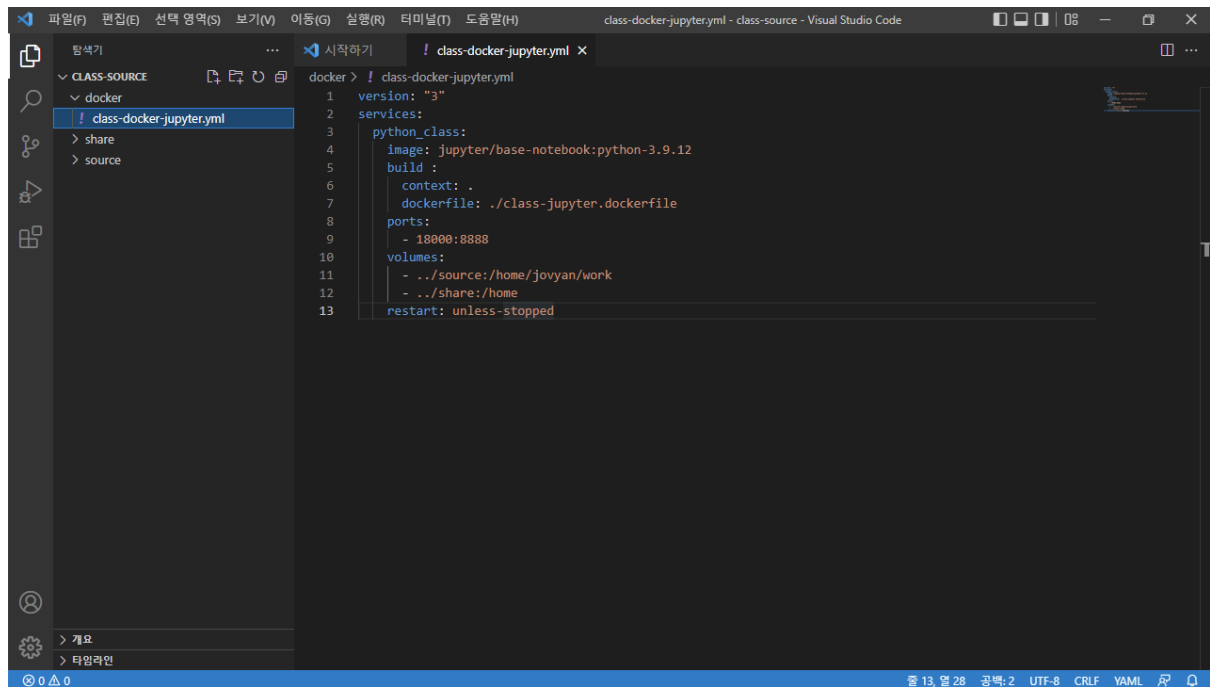 파일(F) 편집(E) 선택 영역(S) 보기(V) 이동(G) 실행(R) 터미널(T) 도움말(H) class-docker-jupyter.yml - class-source - Visual Studio Code
탐색기
시작하기 ! class-docker-jupyter.yml
CLASS-SOURCE
docker > ! class-docker-jupyter.yml
docker
! class-docker-jupyter.yml
share
source
1 version: "3"
2 services:
3 python_class:
4 image: jupyter/base-notebook:python-3.9.12
5 build :
6 context: .
7 dockerfile: ./class-jupyter.dockerfile
8 ports:
9 - 18000:8888
10 volumes:
11 - ../source:/home/jovyan/work
12 - ../share:/home
13 restart: unless-stopped
개요
타임라인
0 0 줄 13, 열 28 공백: 2 UTF-8 CRLF YAML